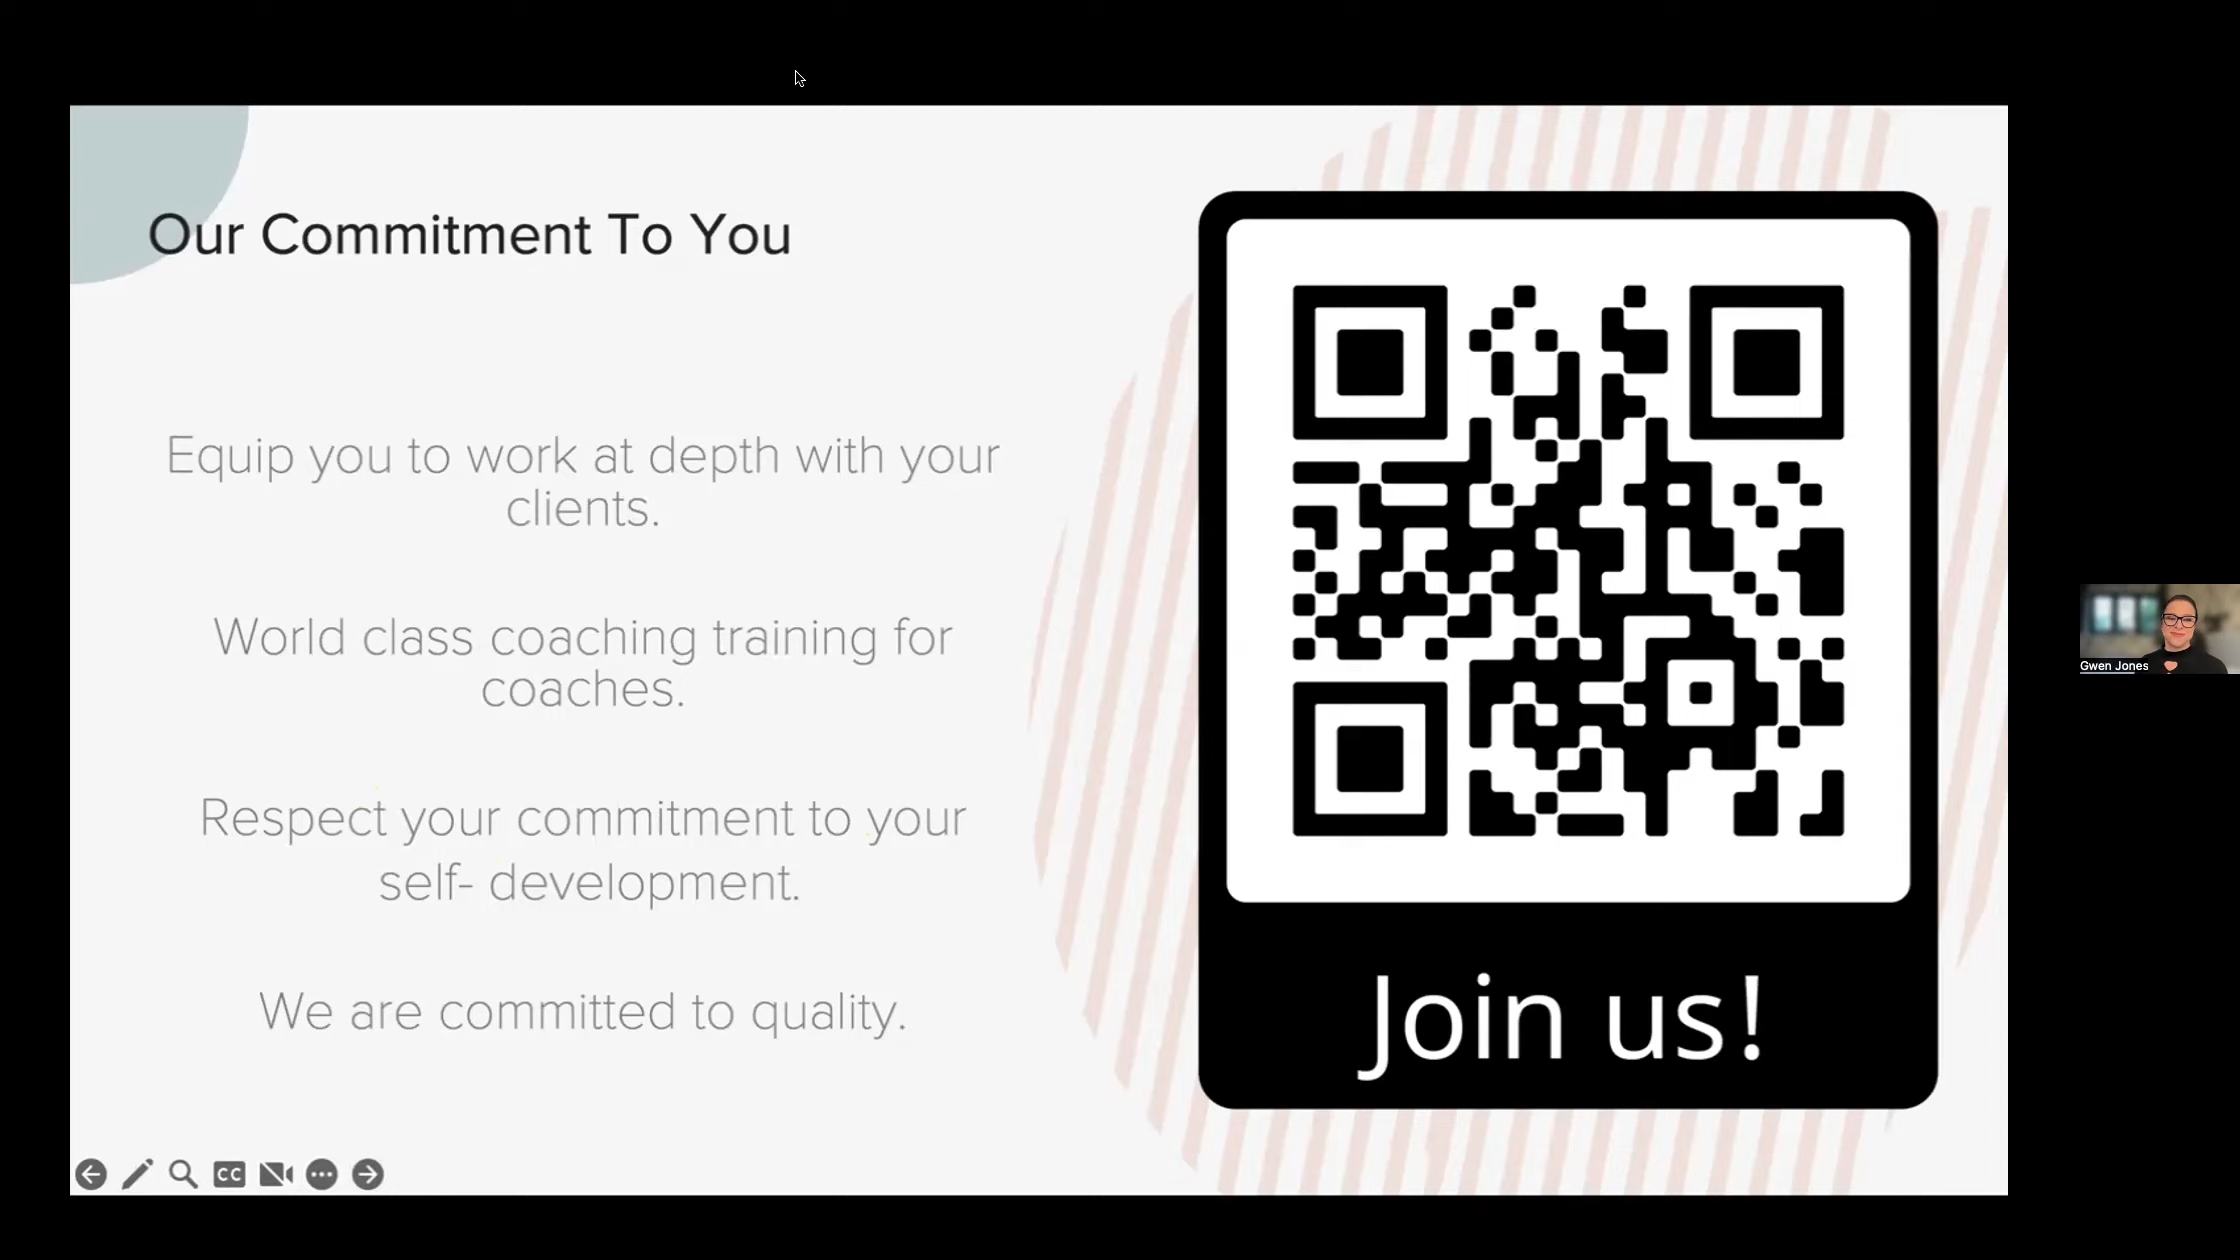 Our Commitment To You
Equip you to work at depth with your
clients.
World class coaching training for
coaches.
Respect your commitment to your
self- development.
We are committed to quality.
Join us!
Gwen Jones
CC